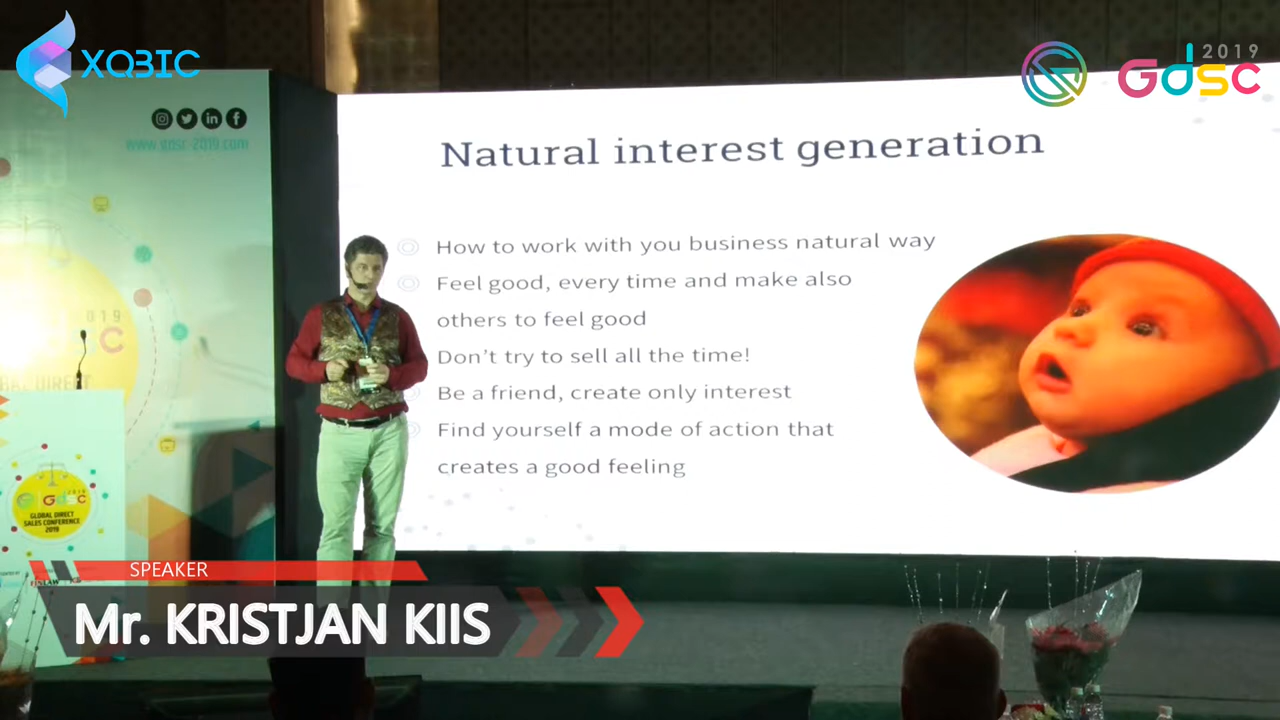 XQBIC
2019
Gdsc
www.gdsc-2019.com
Natural interest generation
How to work with you business natural way
Feel good, every time and make also
others to feel good
Don't try to sell all the time!
Be a friend, create only interest
Find yourself a mode of action that
creates a good feeling
2019
Gdsc
GLOBAL DIRECT
SALES CONFERENCE
2019
SPEAKER
Mr. KRISTJAN KIIS